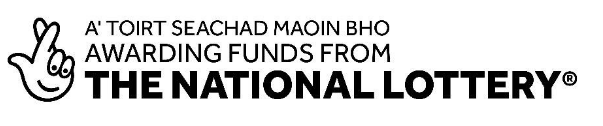 A' TOIRT SEACHAD MAOIN BHO
AWARDING FUNDS FROM
THE NATIONAL LOTTERY®